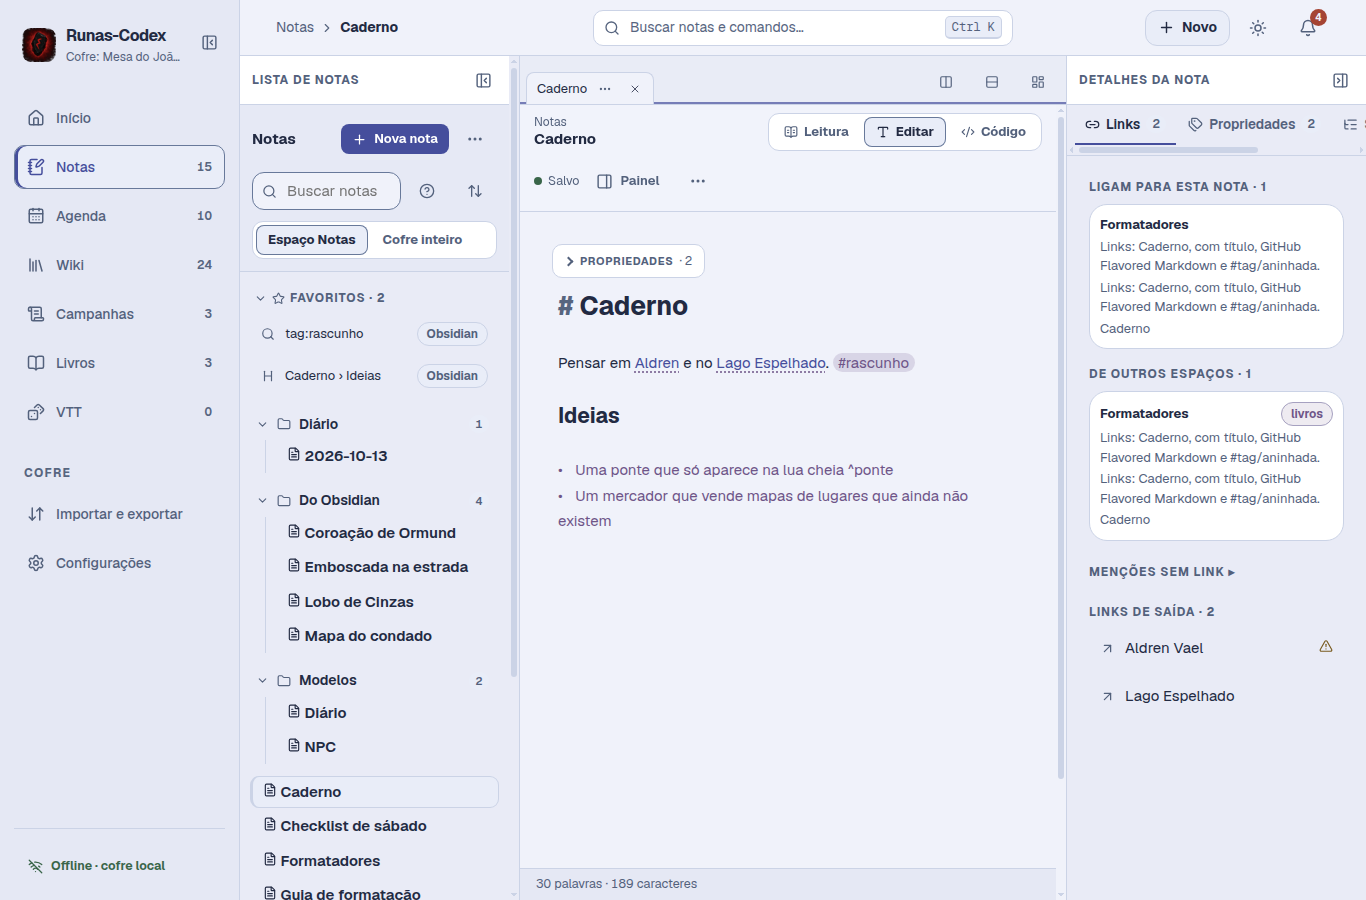 Runas-Codex
Cofre: Mesa do Joã…
Início
Notas 15
Agenda 10
Wiki 24
Campanhas 3
Livros 3
VTT 0
COFRE
Importar e exportar
Configurações
Offline · cofre local
Notas > Caderno
Buscar notas e comandos… Ctrl K
+ Novo
4
LISTA DE NOTAS
Notas
+ Nova nota
Buscar notas
Espaço Notas Cofre inteiro
FAVORITOS · 2
tag:rascunho Obsidian
H Caderno › Ideias Obsidian
Diário 1
2026-10-13
Do Obsidian 4
Coroação de Ormund
Emboscada na estrada
Lobo de Cinzas
Mapa do condado
Modelos 2
Diário
NPC
Caderno
Checklist de sábado
Formatadores
Guia de formatação
Caderno ··· ×
Notas
Caderno
Leitura Editar Código
Salvo Painel ···
PROPRIEDADES · 2
# Caderno
Pensar em Aldren e no Lago Espelhado. #rascunho
Ideias
• Uma ponte que só aparece na lua cheia ^ponte
• Um mercador que vende mapas de lugares que ainda não
existem
30 palavras · 189 caracteres
DETALHES DA NOTA
Links 2 Propriedades 2
LIGAM PARA ESTA NOTA · 1
Formatadores
Links: Caderno, com título, GitHub
Flavored Markdown e #tag/aninhada.
Links: Caderno, com título, GitHub
Flavored Markdown e #tag/aninhada.
Caderno
DE OUTROS ESPAÇOS · 1
Formatadores livros
Links: Caderno, com título, GitHub
Flavored Markdown e #tag/aninhada.
Links: Caderno, com título, GitHub
Flavored Markdown e #tag/aninhada.
Caderno
MENÇÕES SEM LINK ▸
LINKS DE SAÍDA · 2
Aldren Vael
Lago Espelhado